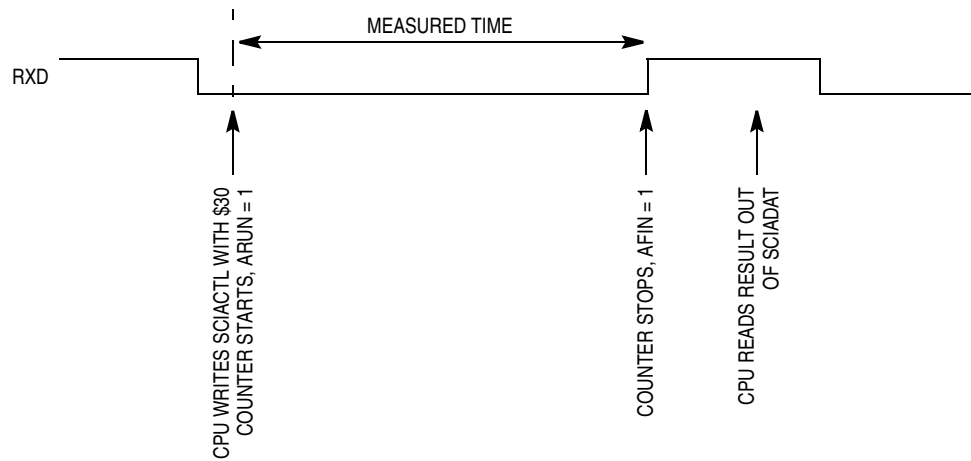 MEASURED TIME
RXD
CPU WRITES SCIACTL WITH $30
COUNTER STARTS, ARUN = 1
COUNTER STOPS, AFIN = 1
CPU READS RESULT OUT
OF SCIADAT